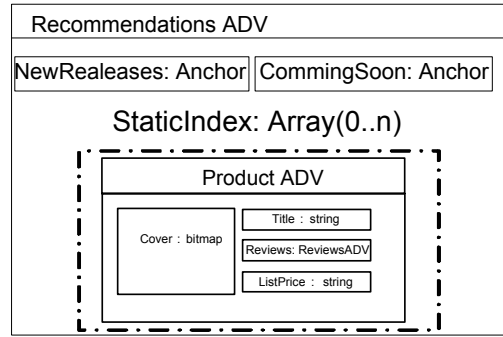 Recommendations ADV
NewRealeases: Anchor CommingSoon: Anchor
StaticIndex: Array(0..n)
Product ADV
Cover : bitmap
Title : string
Reviews: ReviewsADV
ListPrice : string